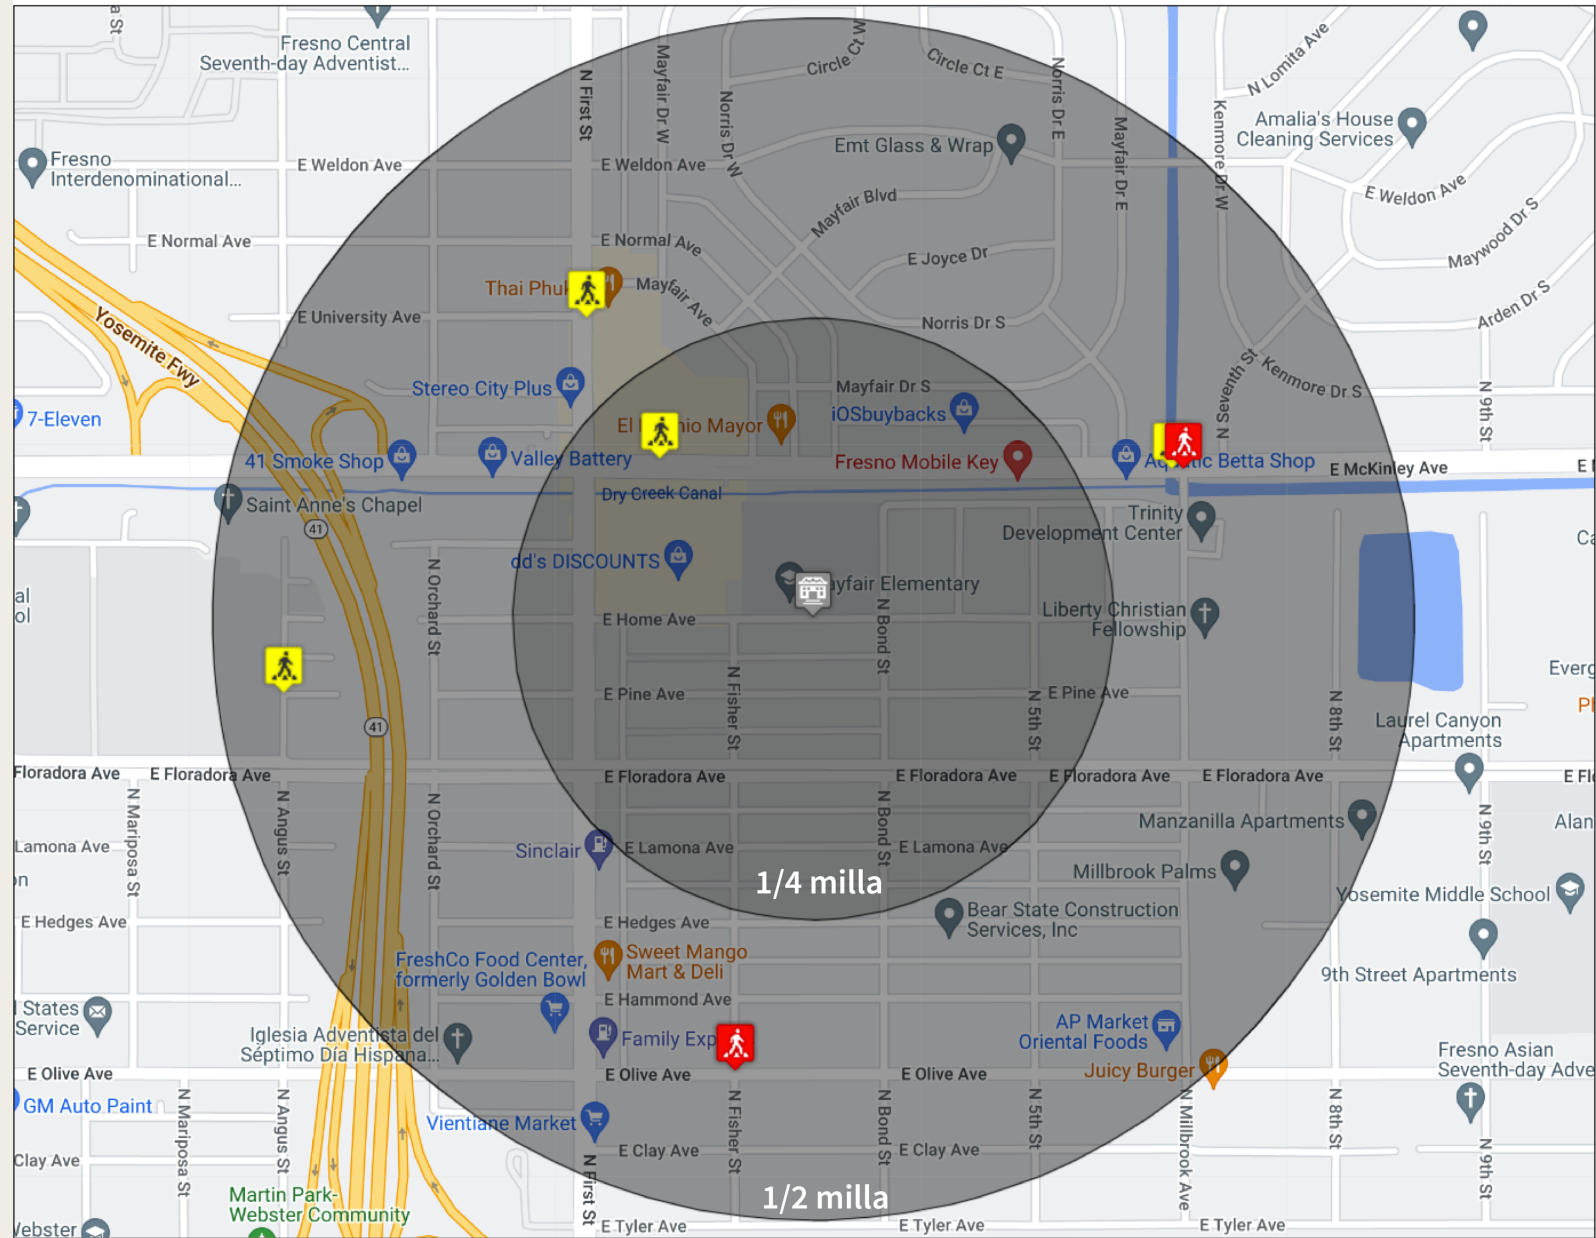 Fresno Central
Seventh-day Adventist...
N First St
Mayfair Dr W
Norris Dr W
Circle Ct W
Circle Ct E
Norris Dr E
Mayfair Dr E
Kenmore Dr W
N Lomita Ave
Amalia's House
Cleaning Services
Emt Glass & Wrap
Fresno
Interdenominational...
E Weldon Ave
E Weldon Ave
E Weldon Ave
Mayfair Blvd
E Normal Ave
E Normal Ave
E Joyce Dr
Maywood Dr S
Thai Phuk
Mayfair Ave
Arden Dr S
E University Ave
Norris Dr S
Yosemite Fwy
N Seventh St
Kenmore Dr S
Stereo City Plus
Mayfair Dr S
iOSbuybacks
N 9th St
7-Eleven
Mayor
41 Smoke Shop
Valley Battery
Fresno Mobile Key
Betta Shop
E McKinley Ave
Dry Creek Canal
Saint Anne's Chapel
41
Trinity
Development Center
dd's DISCOUNTS
N Orchard St
ayfair Elementary
N Bond St
Liberty Christian
Fellowship
E Home Ave
N Fisher St
E Pine Ave
N 5th St
E Pine Ave
N 8th St
41
Laurel Canyon
Apartments
Floradora Ave
E Floradora Ave
E Floradora Ave
E Floradora Ave
E Floradora Ave
E Floradora Ave
N Mariposa St
N Angus St
N Orchard St
N Bond St
N 9th St
Manzanilla Apartments
Lamona Ave
Sinclair
E Lamona Ave
E Lamona Ave
1/4 milla
Millbrook Palms
Yosemite Middle School
E Hedges Ave
E Hedges Ave
Bear State Construction
Services, Inc
FreshCo Food Center,
formerly Golden Bowl
Sweet Mango
Mart & Deli
9th Street Apartments
E Hammond Ave
States
Service
Iglesia Adventista del
Séptimo Día Hispana...
Family Exp
AP Market
Oriental Foods
Juicy Burger
Fresno Asian
Seventh-day Adve
E Olive Ave
E Olive Ave
E Olive Ave
GM Auto Paint
N Mariposa St
N Angus St
Vientiane Market
N Fisher St
N Bond St
N 5th St
N Millbrook Ave
N 8th St
N 9th St
Clay Ave
E Clay Ave
E Clay Ave
N First St
Martin Park-
Webster Community
1/2 milla
E Tyler Ave
E Tyler Ave
E Tyler Ave